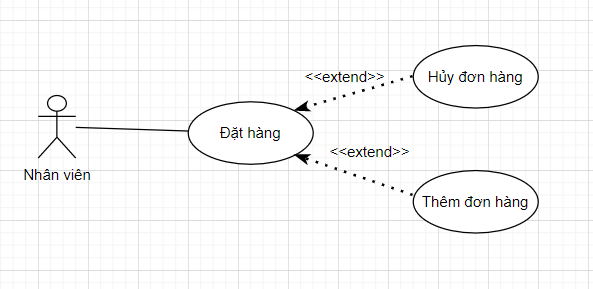 <<extend>>
Hủy đơn hàng
Đặt hàng
<<extend>>
Nhân viên
Thêm đơn hàng